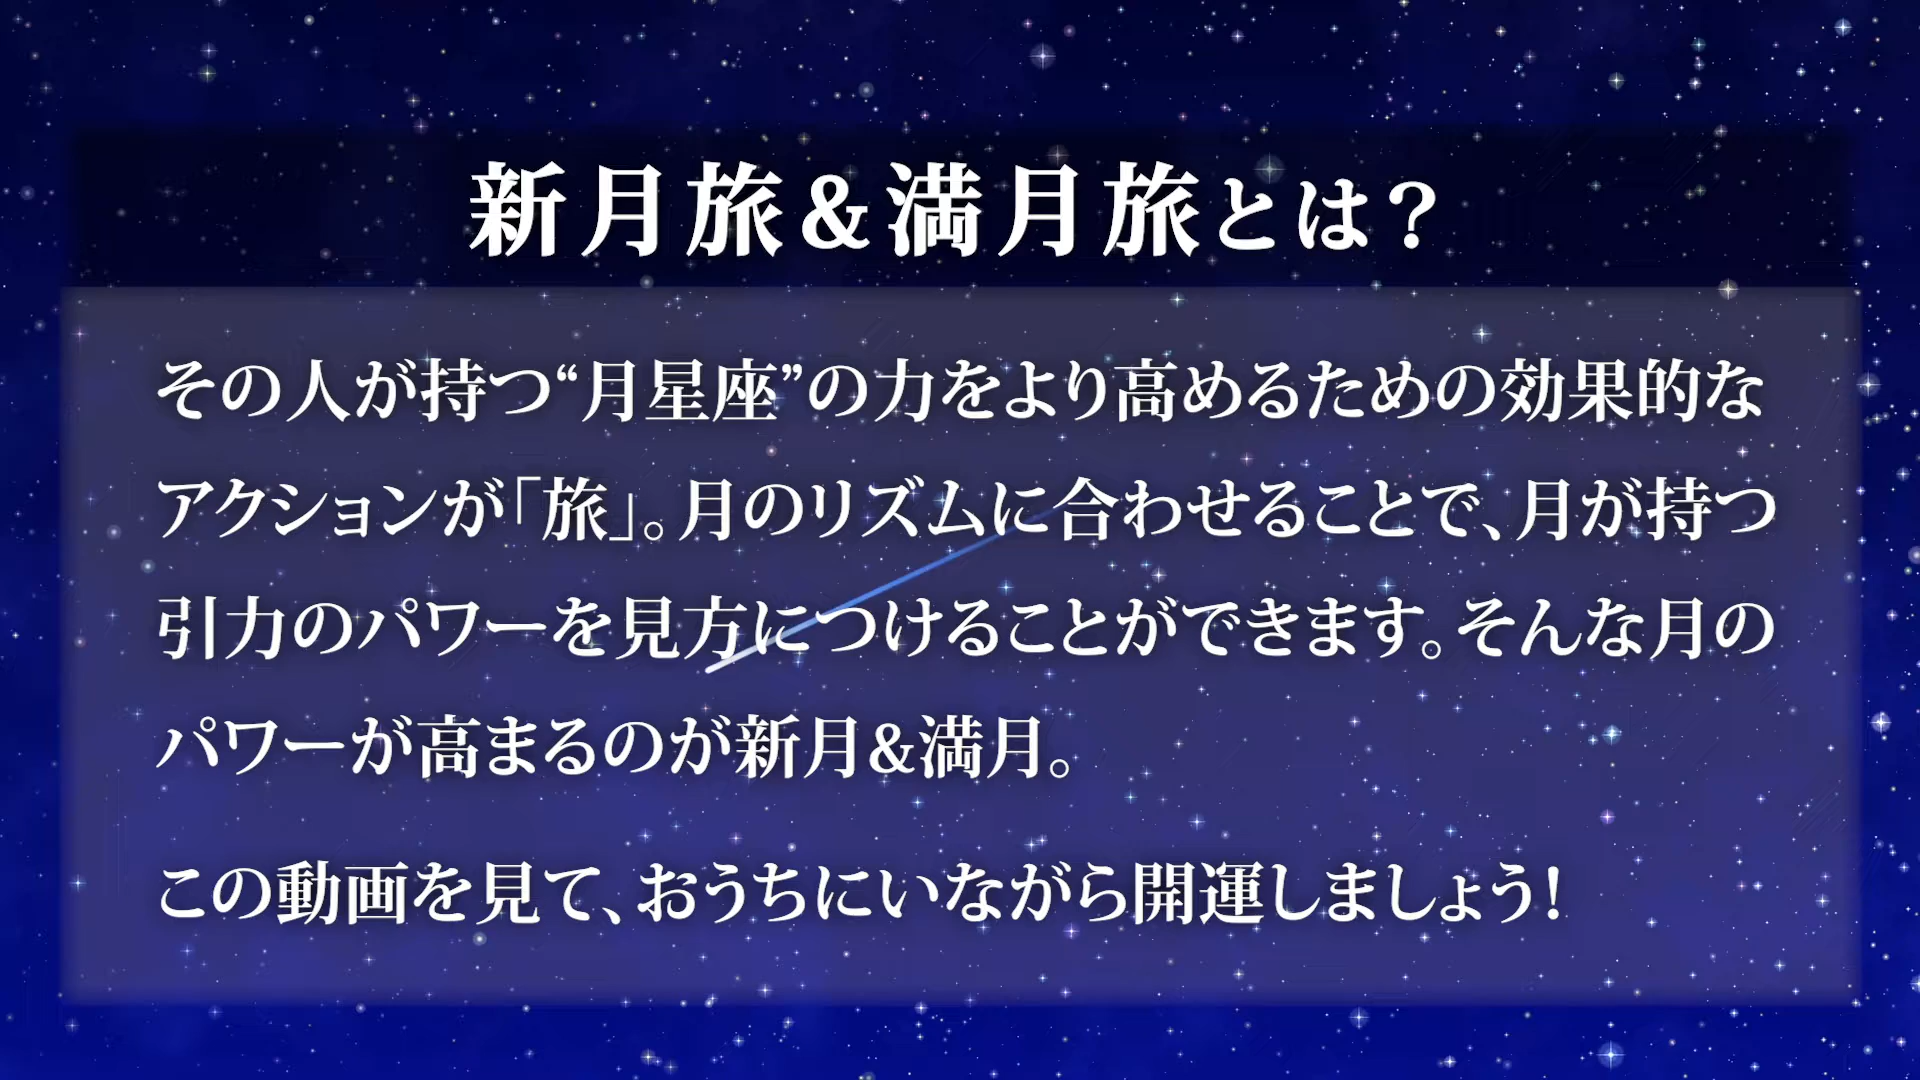 新月旅&満月旅とは？
その人が持つ“月星座”の力をより高めるための効果的な
アクションが「旅」。月のリズムに合わせることで、月が持つ
引力のパワーを見方につけることができます。そんな月の
パワーが高まるのが新月&満月。
この動画を見て、おうちにいながら開運しましょう！